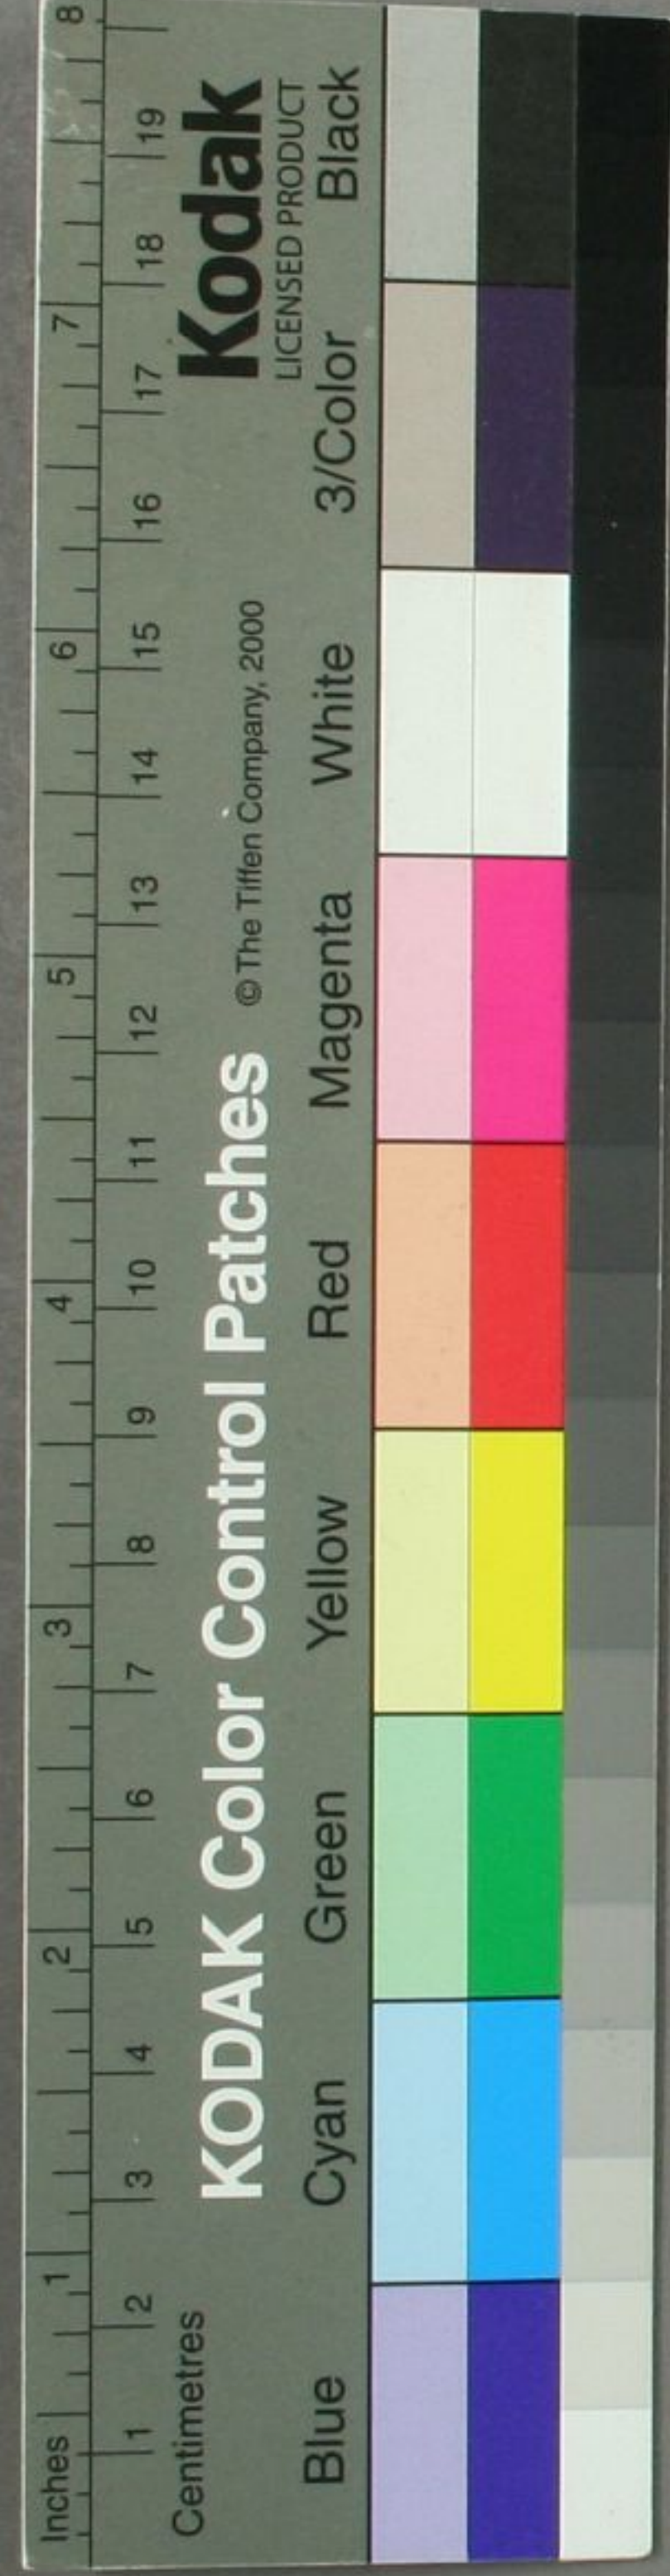 Inches 1 2 3 4 5 6 7 8
1 2 3 4 5 6 7 8 9 10 11 12 13 14 15 16 17 18 19
Centimetres
KODAK Color Control Patches © The Tiffen Company, 2000 Kodak
LICENSED PRODUCT
Blue Cyan Green Yellow Red Magenta White 3/Color Black